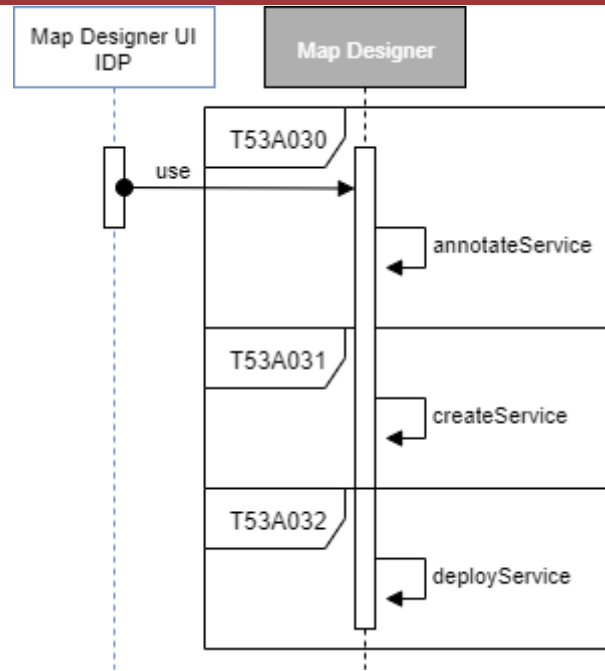 Map Designer UI
IDP
Map Designer
T53A030
use
annotateService
T53A031
createService
T53A032
deployService